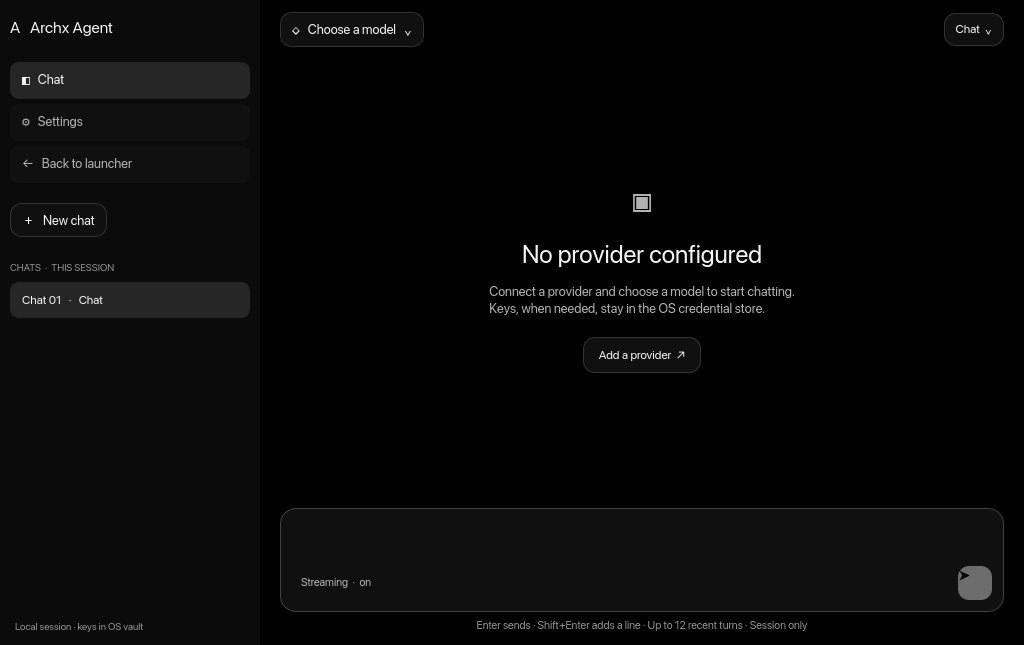 A Archx Agent
Chat
Settings
← Back to launcher
+ New chat
CHATS · THIS SESSION
Chat 01 · Chat
Local session · keys in OS vault
Choose a model
Chat
No provider configured
Connect a provider and choose a model to start chatting.
Keys, when needed, stay in the OS credential store.
Add a provider ↗
Streaming · on
Enter sends · Shift+Enter adds a line · Up to 12 recent turns · Session only